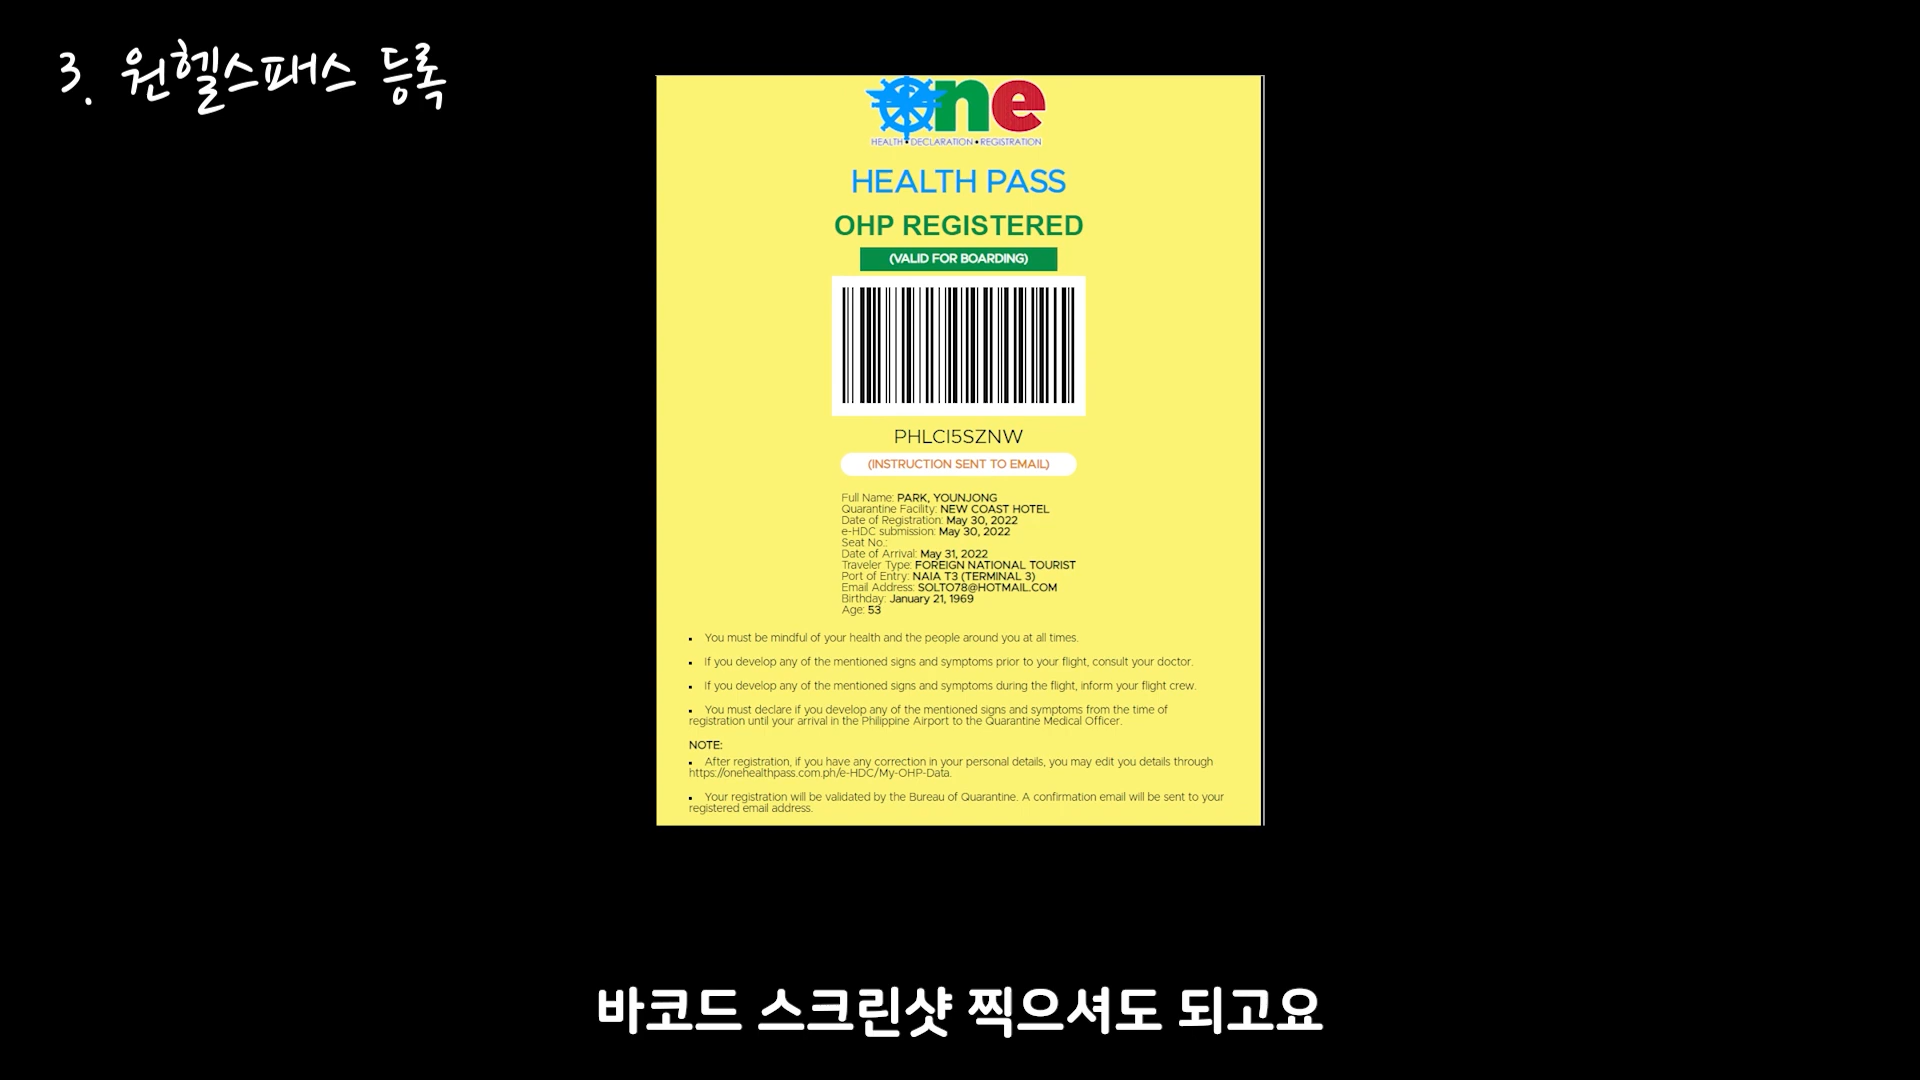 3. 원헬스패스 등록
One
HEALTH • DECLARATION • REGISTRATION
HEALTH PASS
OHP REGISTERED
(VALID FOR BOARDING)
PHLCI5SZNW
(INSTRUCTION SENT TO EMAIL)
Full Name: PARK, YOUNJONG
Quarantine Facility: NEW COAST HOTEL
Date of Registration: May 30, 2022
e-HDC submission: May 30, 2022
Seat No.:
Date of Arrival: May 31, 2022
Traveler Type: FOREIGN NATIONAL TOURIST
Port of Entry: NAIA T3 (TERMINAL 3)
Email Address: SOLTO78@HOTMAIL.COM
Birthday: January 21, 1969
Age: 53
▪ You must be mindful of your health and the people around you at all times.
▪ If you develop any of the mentioned signs and symptoms prior to your flight, consult your doctor.
▪ If you develop any of the mentioned signs and symptoms during the flight, inform your flight crew.
▪ You must declare if you develop any of the mentioned signs and symptoms from the time of
registration until your arrival in the Philippine Airport to the Quarantine Medical Officer.
NOTE:
▪ After registration, if you have any correction in your personal details, you may edit you details through
https://onehealthpass.com.ph/e-HDC/My-OHP-Data.
▪ Your registration will be validated by the Bureau of Quarantine. A confirmation email will be sent to your
registered email address.
바코드 스크린샷 찍으셔도 되고요